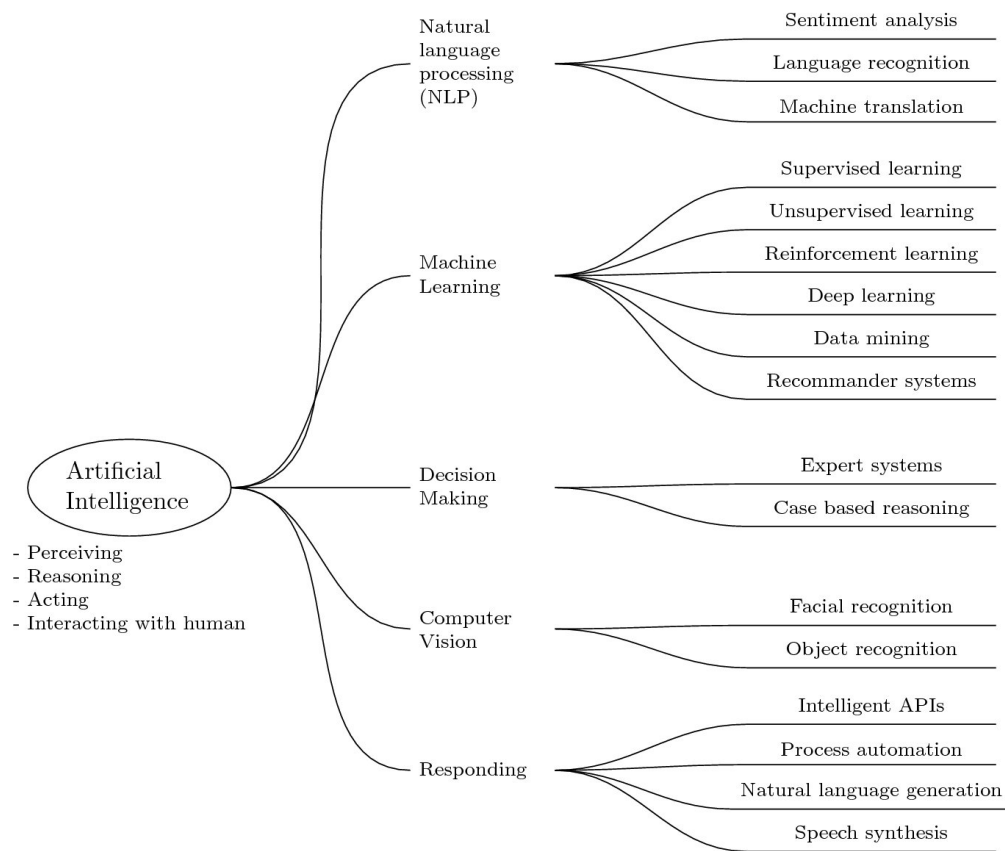 Artificial
Intelligence
- Perceiving
- Reasoning
- Acting
- Interacting with human
Natural
language
processing
(NLP)
Sentiment analysis
Language recognition
Machine translation
Machine
Learning
Supervised learning
Unsupervised learning
Reinforcement learning
Deep learning
Data mining
Recommander systems
Decision
Making
Expert systems
Case based reasoning
Computer
Vision
Facial recognition
Object recognition
Responding
Intelligent APIs
Process automation
Natural language generation
Speech synthesis